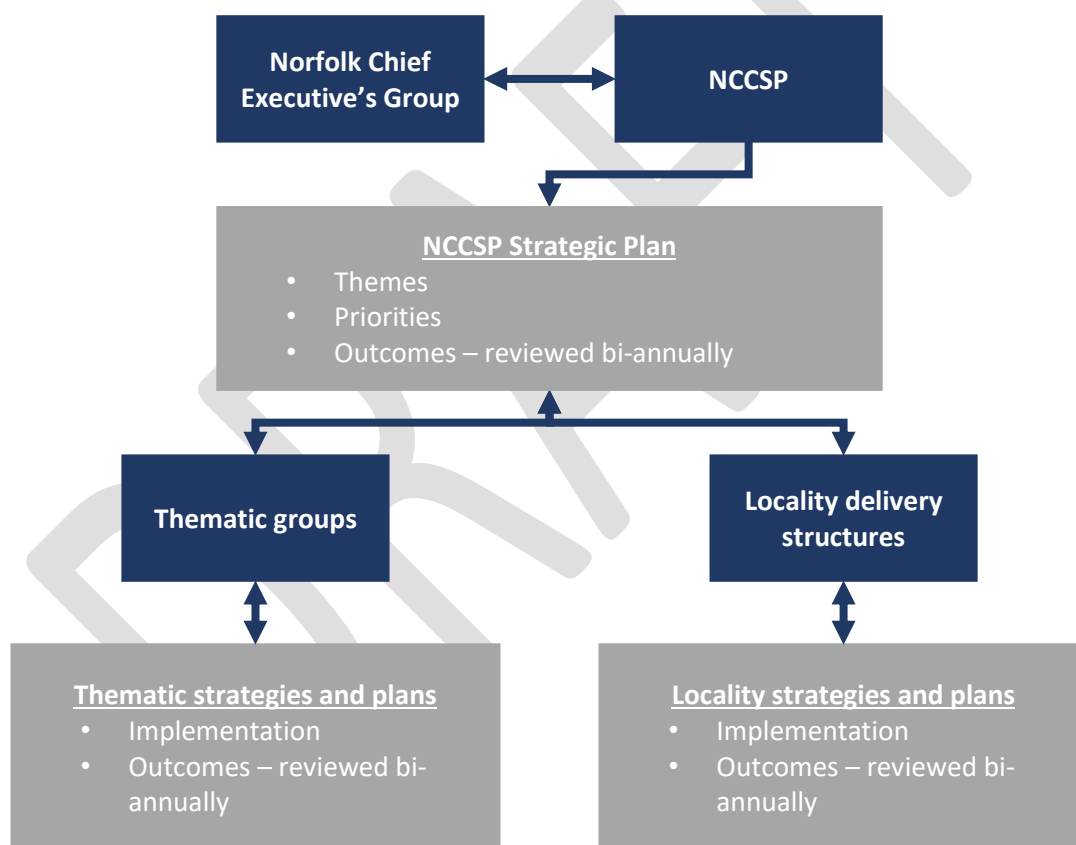 Norfolk Chief
Executive's Group
NCCSP
NCCSP Strategic Plan
• Themes
• Priorities
• Outcomes – reviewed bi-annually
Thematic groups
Locality delivery
structures
Thematic strategies and plans
• Implementation
• Outcomes – reviewed bi-
annually
Locality strategies and plans
• Implementation
• Outcomes – reviewed bi-
annually
DRAFT